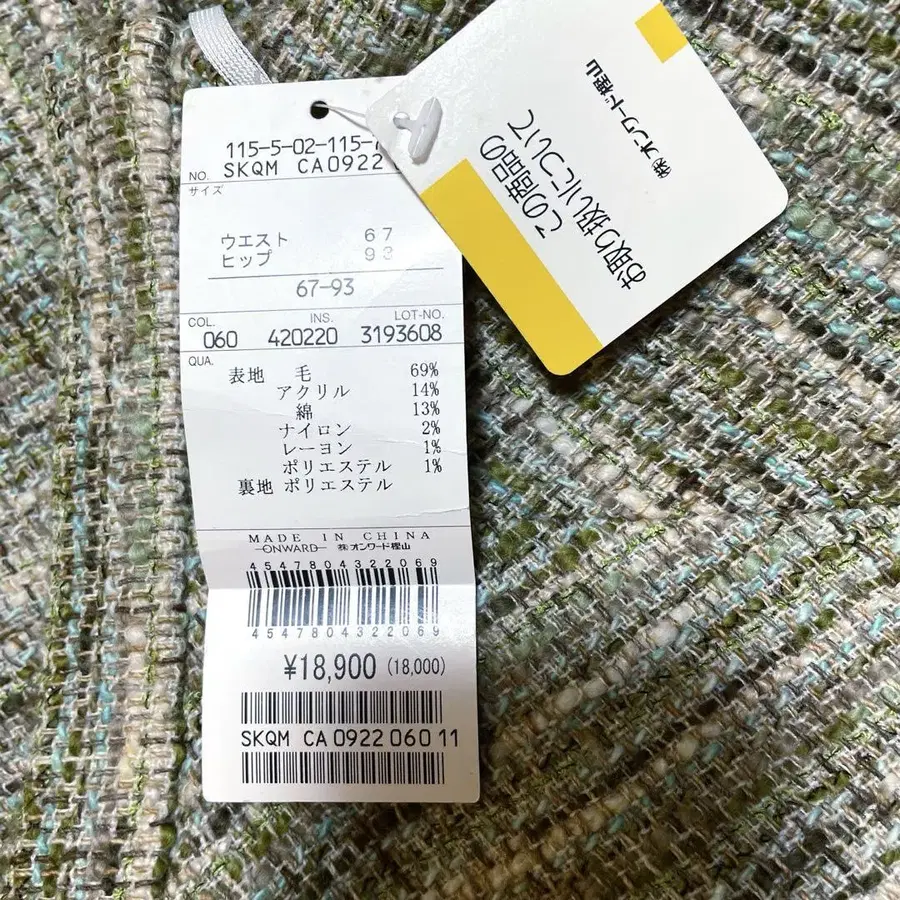 115-5-02-115-
NO. SKQM CA0922
サイズ
ウエスト 67
ヒップ 93
67-93
COL. INS. LOT-NO.
060 420220 3193608
QUA.
表地 毛 69%
アクリル 14%
綿 13%
ナイロン 2%
レーヨン 1%
ポリエステル 1%
裏地 ポリエステル
MADE IN CHINA
ONWARD ㈱オンワード樫山
4547804322069
4547804322069
¥18,900 (18,000)
SKQM CA 0922 060 11
この商品の
お取り扱いについて
㈱オンワード樫山